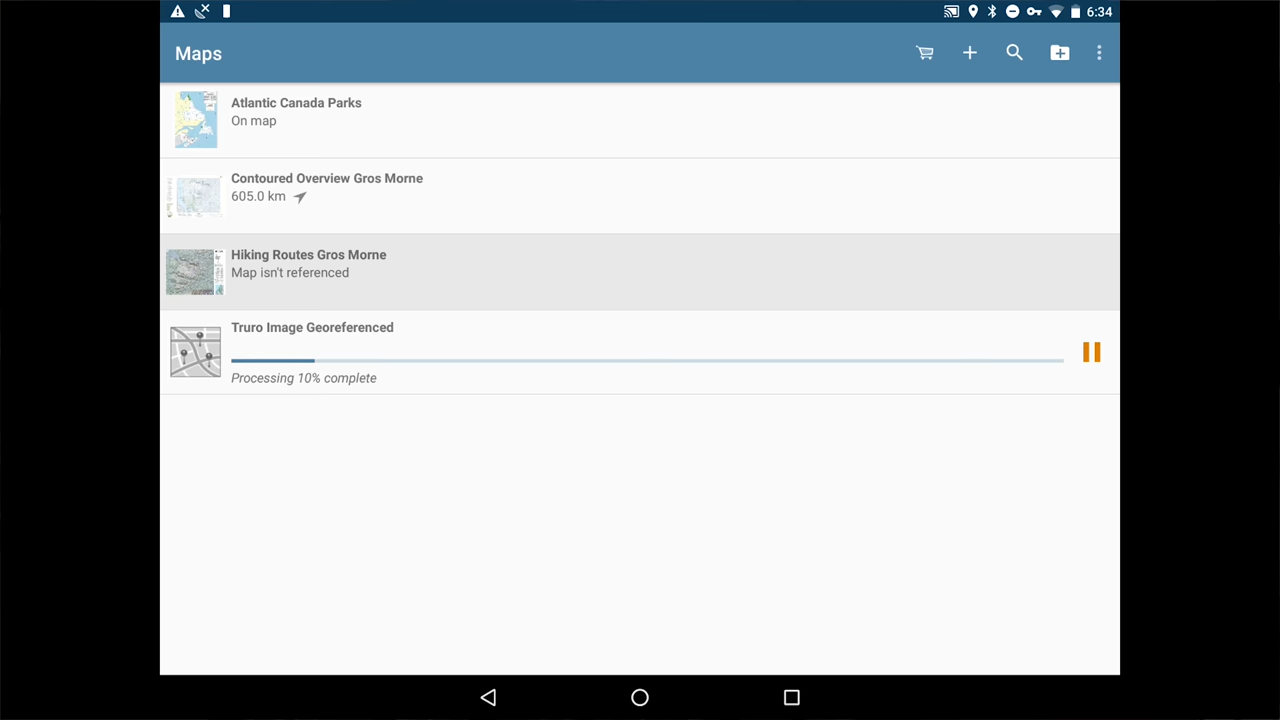 6:34
Maps
Atlantic Canada Parks
On map
Contoured Overview Gros Morne
605.0 km
Hiking Routes Gros Morne
Map isn't referenced
Truro Image Georeferenced
Processing 10% complete